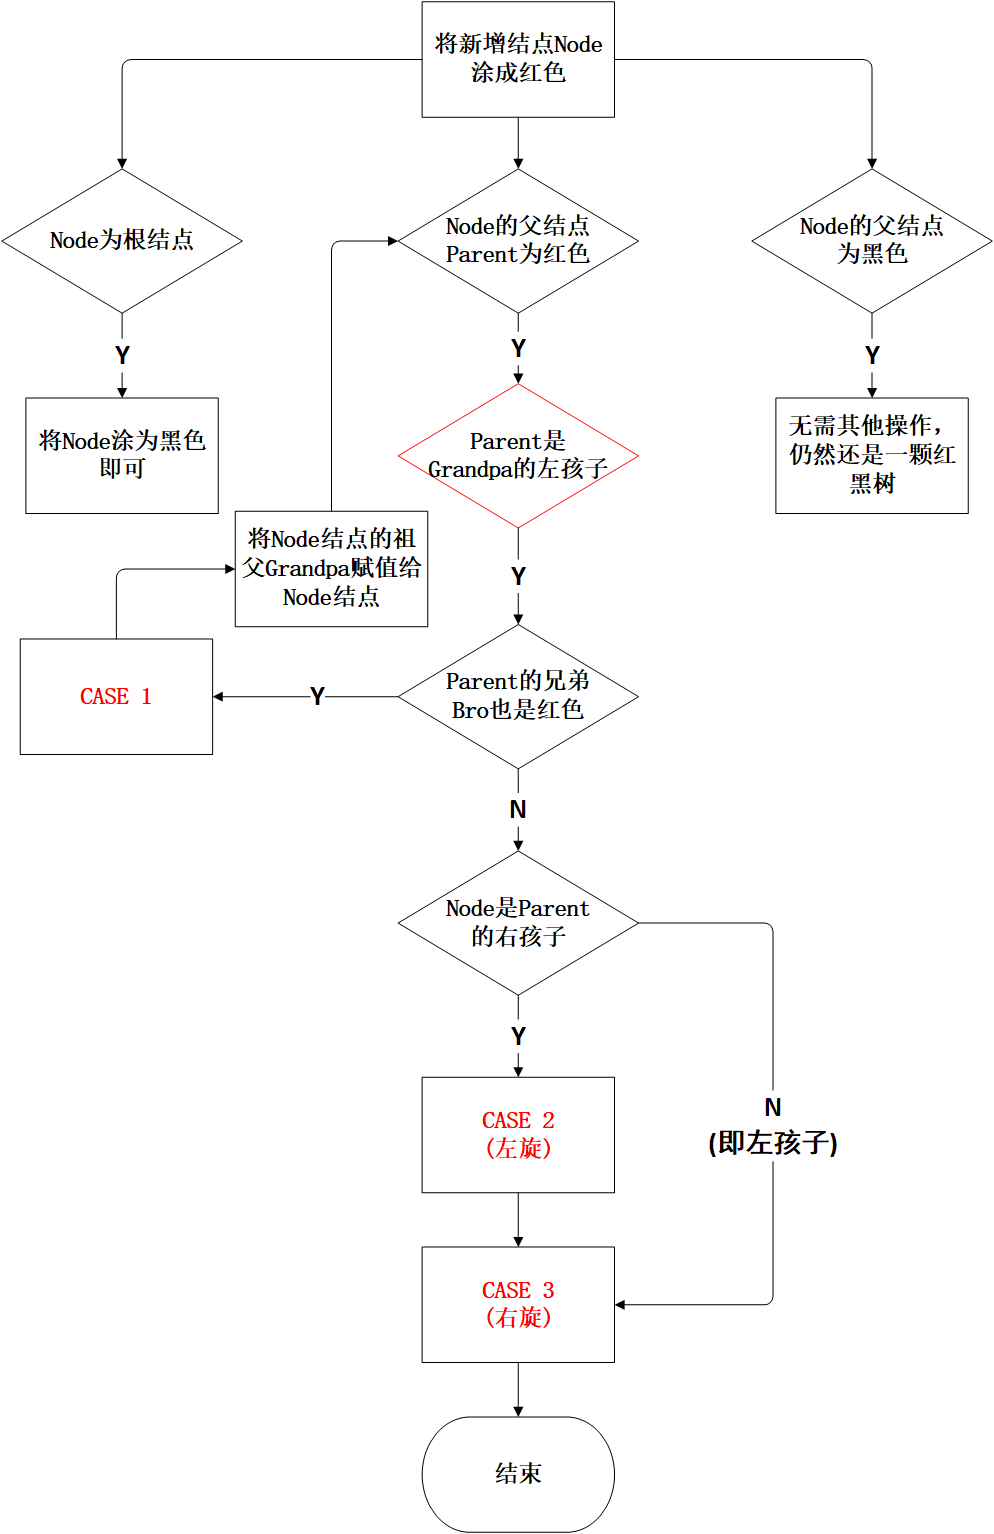 将新增结点Node
涂成红色
Node为根结点
Node的父结点
Parent为红色
Node的父结点
为黑色
Y
Y
Y
将Node涂为黑色
即可
Parent是
Grandpa的左孩子
无需其他操作，
仍然还是一颗红
黑树
将Node结点的祖
父Grandpa赋值给
Node结点
Y
CASE 1
Y
Parent的兄弟
Bro也是红色
N
Node是Parent
的右孩子
Y
CASE 2
(左旋)
N
(即左孩子)
CASE 3
(右旋)
结束